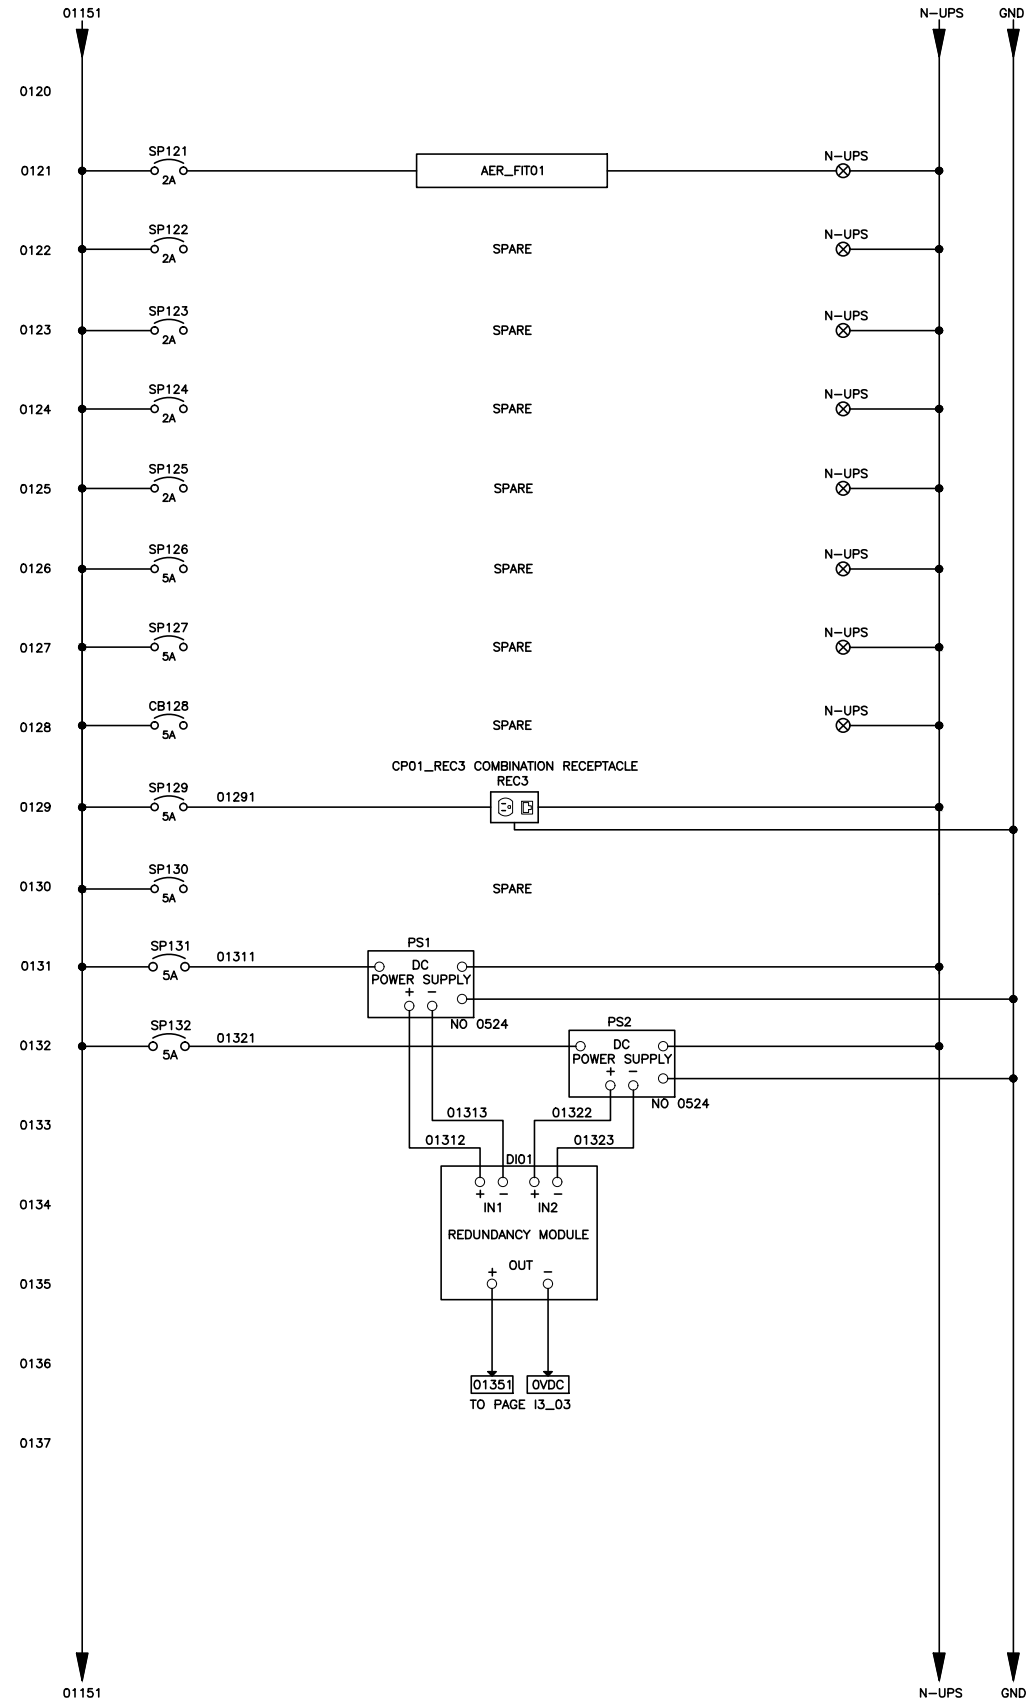 01151 N-UPS GND
0120
SP121 N-UPS
0121 AER_FIT01
2A
SP122 N-UPS
0122 SPARE
2A
SP123 N-UPS
0123 SPARE
2A
SP124 N-UPS
0124 SPARE
2A
SP125 N-UPS
0125 SPARE
2A
SP126 N-UPS
0126 SPARE
5A
SP127 N-UPS
0127 SPARE
5A
CB128 N-UPS
0128 SPARE
5A
CP01_REC3 COMBINATION RECEPTACLE
REC3
SP129 01291
0129
5A
SP130
0130 SPARE
5A
PS1
SP131 01311
0131 DC
5A POWER SUPPLY
+ −
NO 0524
PS2
SP132 01321
0132 DC
5A POWER SUPPLY
+ −
NO 0524
01313 01322
0133
01312 01323
DI01
+ − + −
0134 IN1 IN2
REDUNDANCY MODULE
OUT
+ −
0135
0136
01351 0VDC
TO PAGE I3_03
0137
01151 N-UPS GND